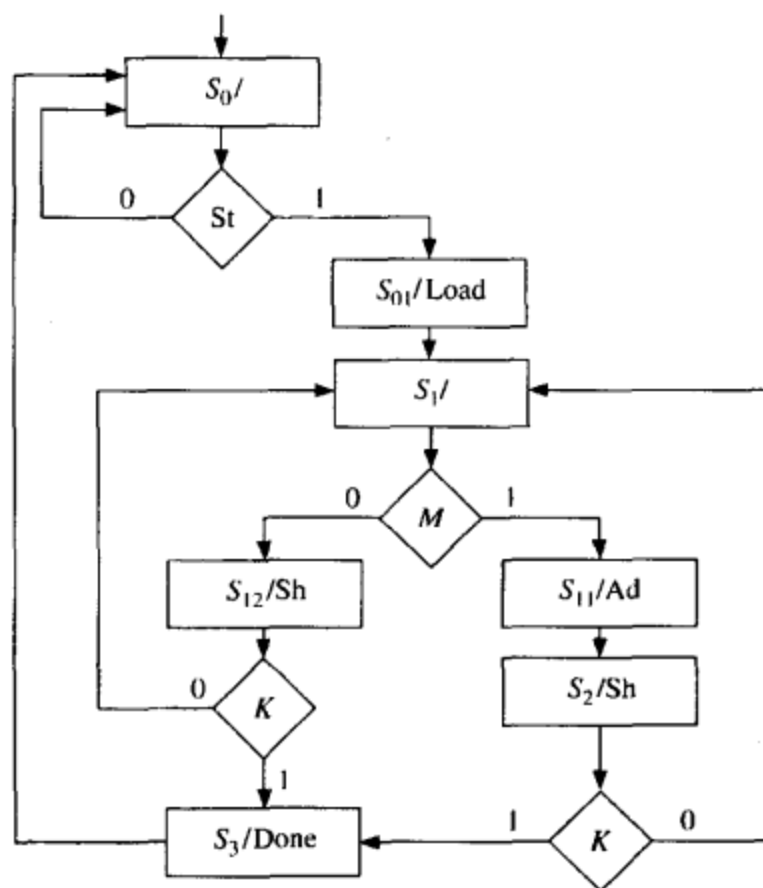 S₀/
0 St 1
S₀₁/Load
S₁/
0 M 1
S₁₂/Sh
S₁₁/Ad
0 K
S₂/Sh
1
S₃/Done
1 K 0